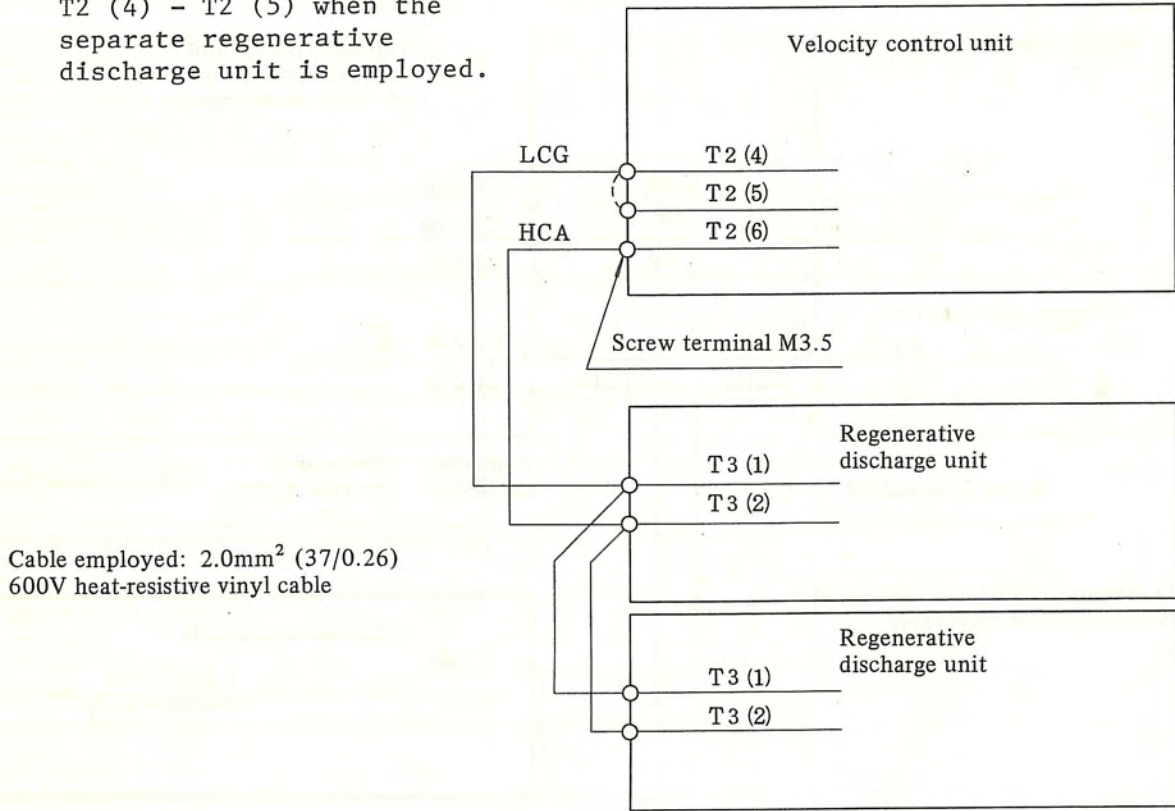 T2 (4) - T2 (5) when the
separate regenerative
discharge unit is employed.
Velocity control unit
LCG
T2 (4)
T2 (5)
HCA
T2 (6)
Screw terminal M3.5
Regenerative
discharge unit
T3 (1)
T3 (2)
Cable employed: 2.0mm² (37/0.26)
600V heat-resistive vinyl cable
Regenerative
discharge unit
T3 (1)
T3 (2)